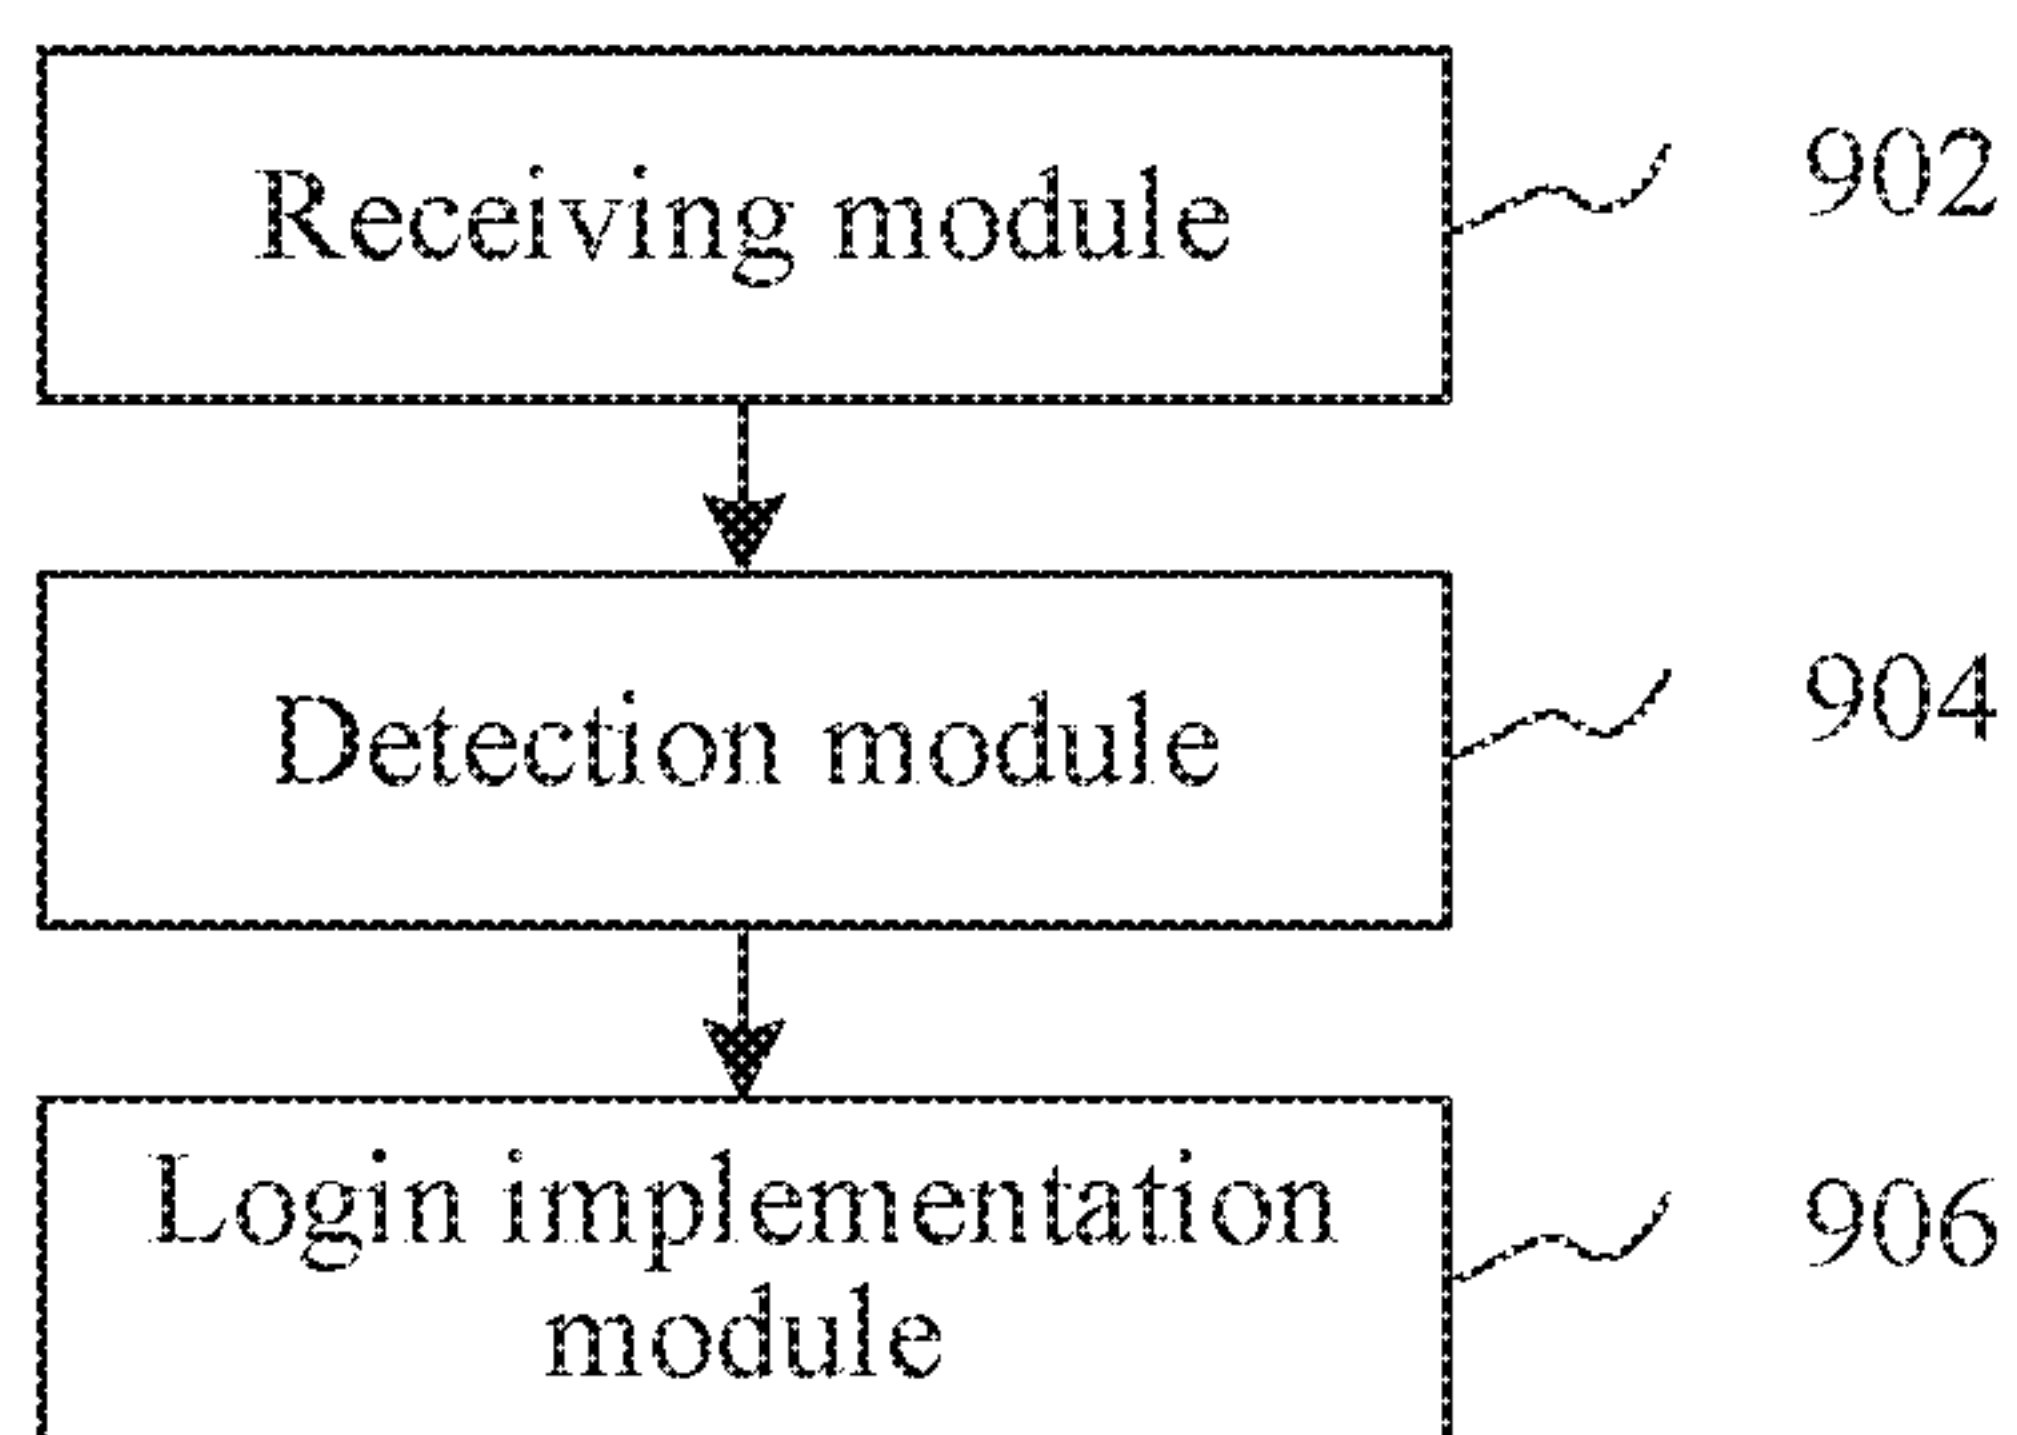 Receiving module
902
Detection module
904
Login implementation
module
906